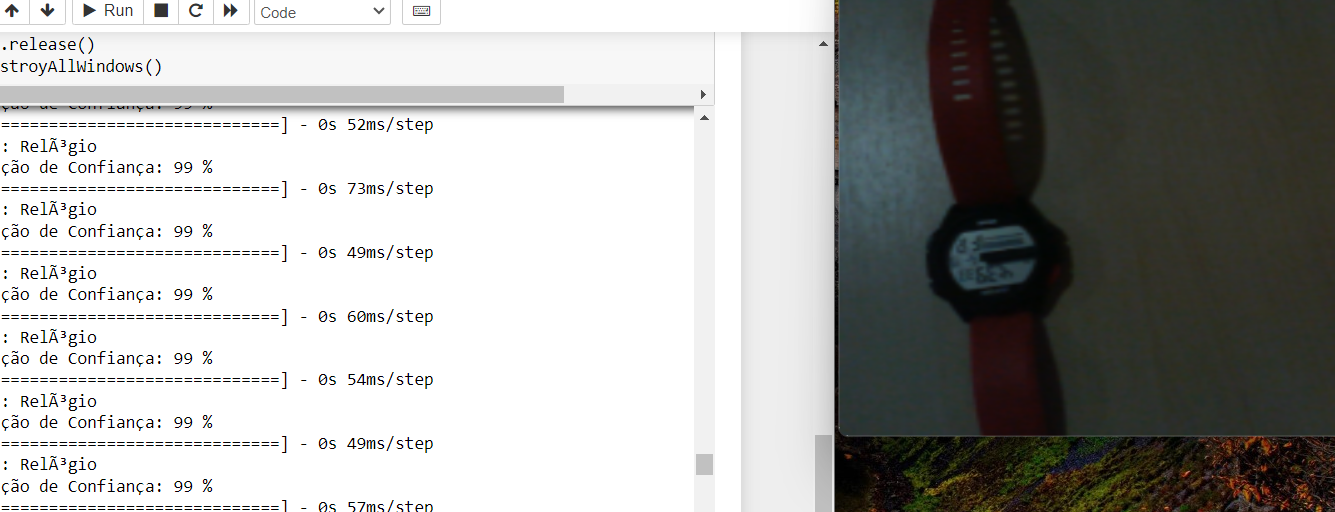 Run
Code
.release()
stroyAllWindows()
ção de Confiança: 99 %
=============================] - 0s 52ms/step
: RelÃ³gio
ção de Confiança: 99 %
=============================] - 0s 73ms/step
: RelÃ³gio
ção de Confiança: 99 %
=============================] - 0s 49ms/step
: RelÃ³gio
ção de Confiança: 99 %
=============================] - 0s 60ms/step
: RelÃ³gio
ção de Confiança: 99 %
=============================] - 0s 54ms/step
: RelÃ³gio
ção de Confiança: 99 %
=============================] - 0s 49ms/step
: RelÃ³gio
ção de Confiança: 99 %
=============================] - 0s 57ms/step